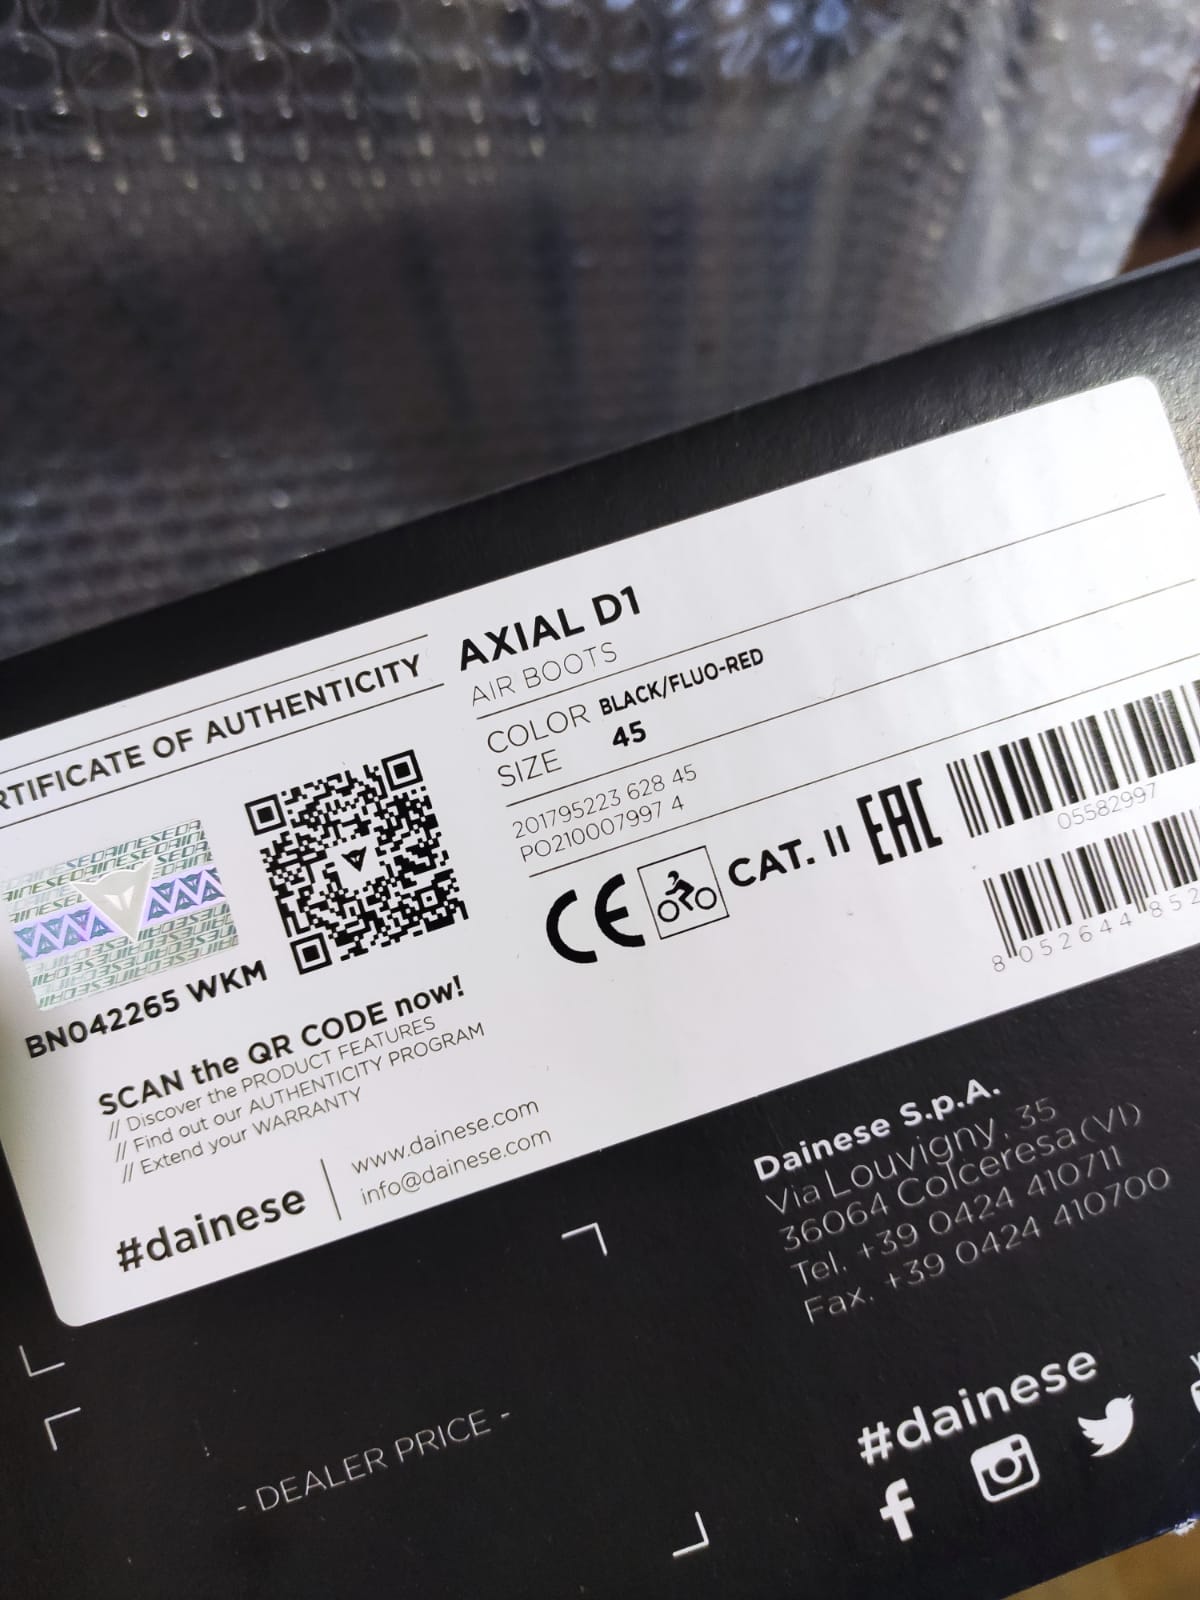 RTIFICATE OF AUTHENTICITY
BN042265 WKM
SCAN the QR CODE now!
// Discover the PRODUCT FEATURES
// Find out our AUTHENTICITY PROGRAM
// Extend your WARRANTY
#dainese
www.dainese.com
info@dainese.com
AXIAL D1
AIR BOOTS
COLOR BLACK/FLUO-RED
SIZE 45
201795223 628 45
PO210007997 4
CE CAT. II EAC
05582997
8 052644 852
Dainese S.p.A.
Via Louvigny, 35
36064 Colceresa (VI)
Tel. +39 0424 410711
Fax. +39 0424 410700
- DEALER PRICE -
#dainese